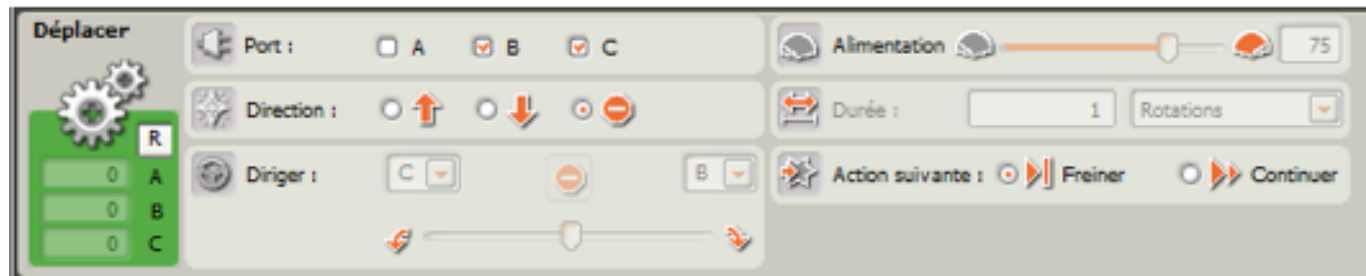 Déplacer
R
0 A
0 B
0 C
Port :
A
B
C
Direction :
Diriger :
C
B
Alimentation
75
Durée :
1
Rotations
Action suivante :
Freiner
Continuer